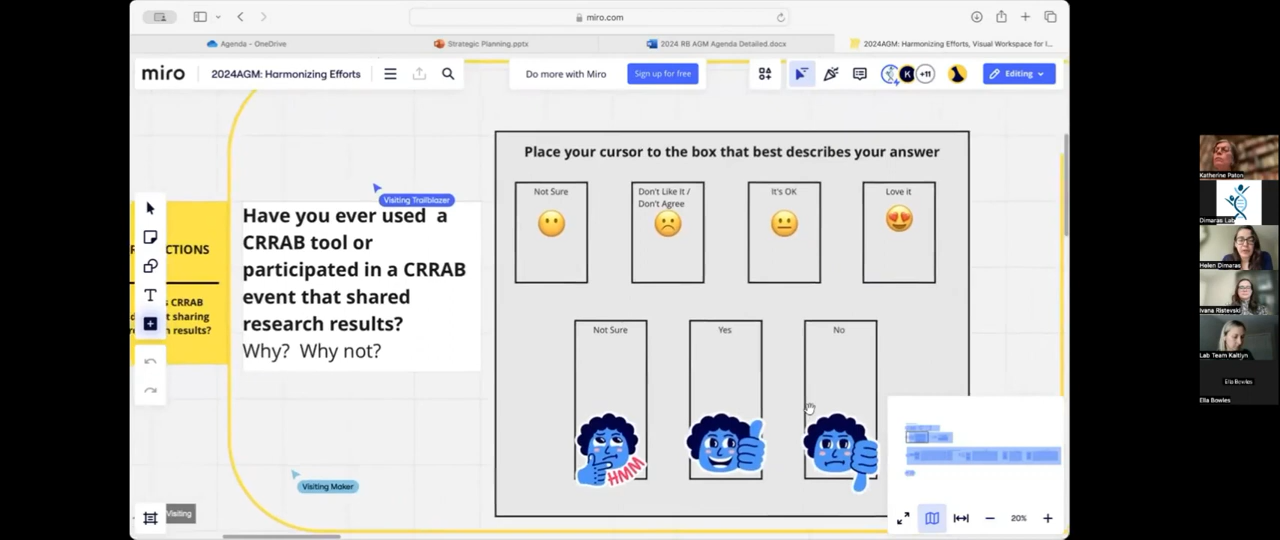 miro.com
Agenda - OneDrive
Strategic Planning.pptx
2024 RB AGM Agenda Detailed.docx
2024AGM: Harmonizing Efforts, Visual Workspace for I...
miro
2024AGM: Harmonizing Efforts
Do more with Miro
Sign up for free
K
+11
Editing
Place your cursor to the box that best describes your answer
Not Sure
Don't Like It /
Don't Agree
It's OK
Love it
Visiting Trailblazer
Have you ever used a
CRRAB tool or
participated in a CRRAB
event that shared
research results?
Why? Why not?
CTIONS
CRRAB
t sharing
results?
Not Sure
Yes
No
HMM
Visiting Maker
Visiting
20%
Katherine Paton
Dimaras Lab
Helen Dimaras
Ivana Ristevski
Lab Team Kaitlyn
Ella Bowles
Ella Bowles